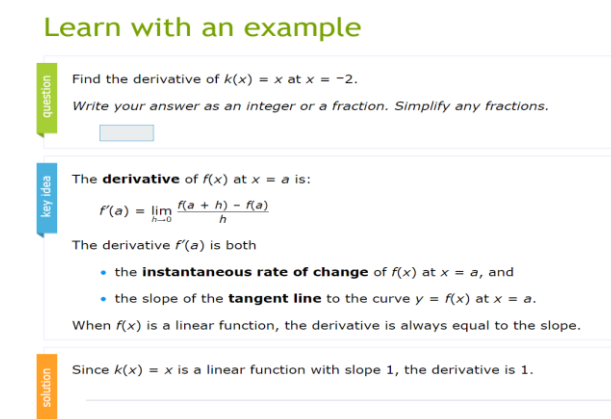 Learn with an example
question
Find the derivative of k(x) = x at x = −2.
Write your answer as an integer or a fraction. Simplify any fractions.
key idea
The derivative of f(x) at x = a is:
f′(a) = lim h→0 f(a + h) − f(a) / h
The derivative f′(a) is both
• the instantaneous rate of change of f(x) at x = a, and
• the slope of the tangent line to the curve y = f(x) at x = a.
When f(x) is a linear function, the derivative is always equal to the slope.
solution
Since k(x) = x is a linear function with slope 1, the derivative is 1.